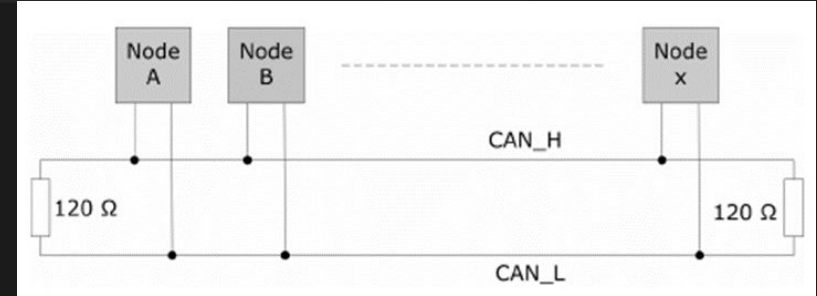 Node
A
Node
B
Node
x
CAN_H
120 Ω
120 Ω
CAN_L